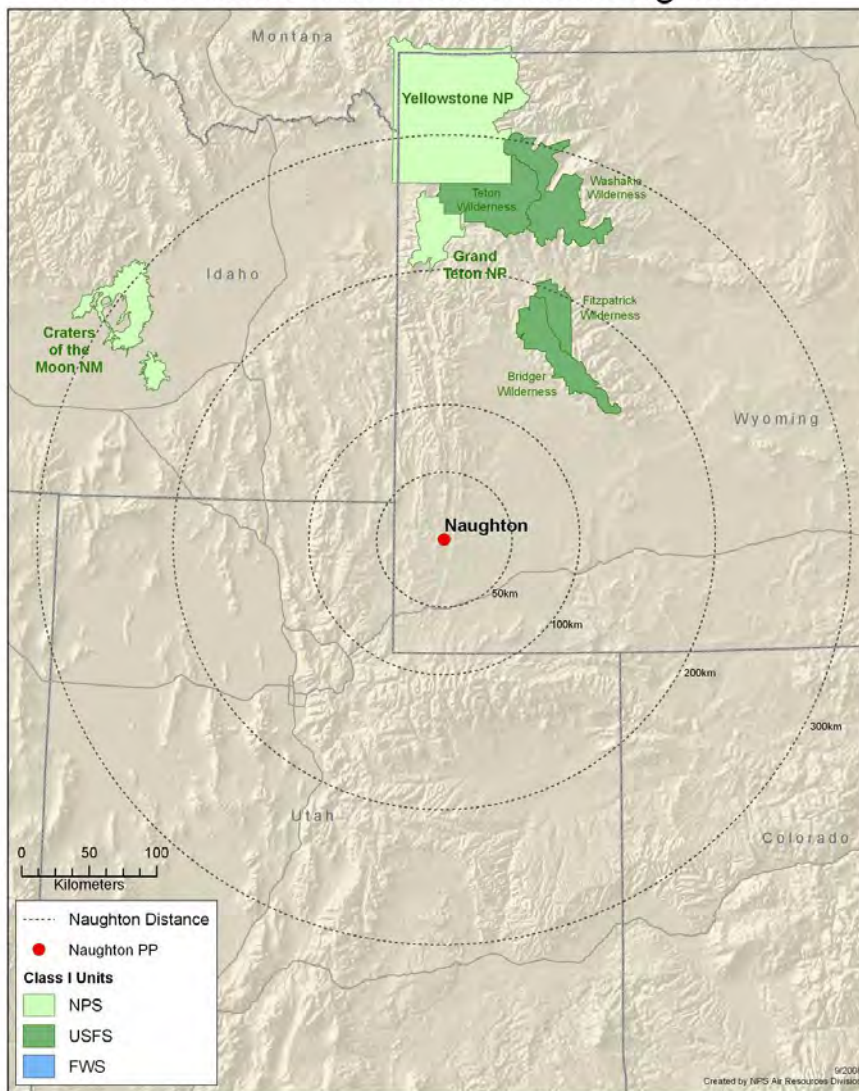 Montana
Yellowstone NP
Teton
Wilderness
Washakie
Wilderness
Idaho
Grand
Teton NP
Craters
of the
Moon NM
Fitzpatrick
Wilderness
Bridger
Wilderness
Wyoming
Naughton
50km
100km
200km
300km
Utah
Colorado
0 50 100
Kilometers
Naughton Distance
Naughton PP
Class I Units
NPS
USFS
FWS
Created by NPS Air Resources Division